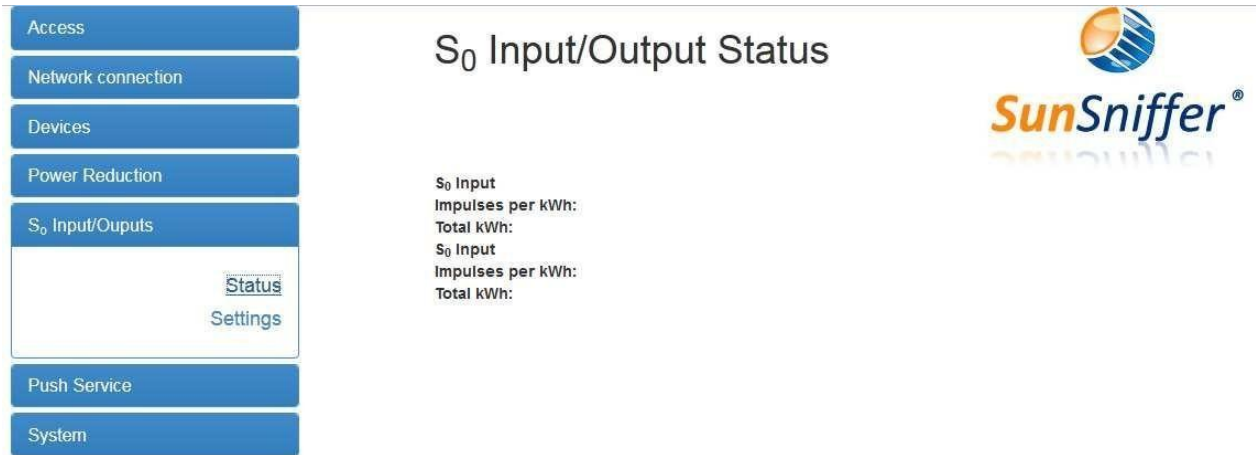 Access
Network connection
Devices
Power Reduction
S₀ Input/Ouputs
Status
Settings
Push Service
System
S₀ Input/Output Status
SunSniffer®
S₀ Input
Impulses per kWh:
Total kWh:
S₀ Input
Impulses per kWh:
Total kWh: